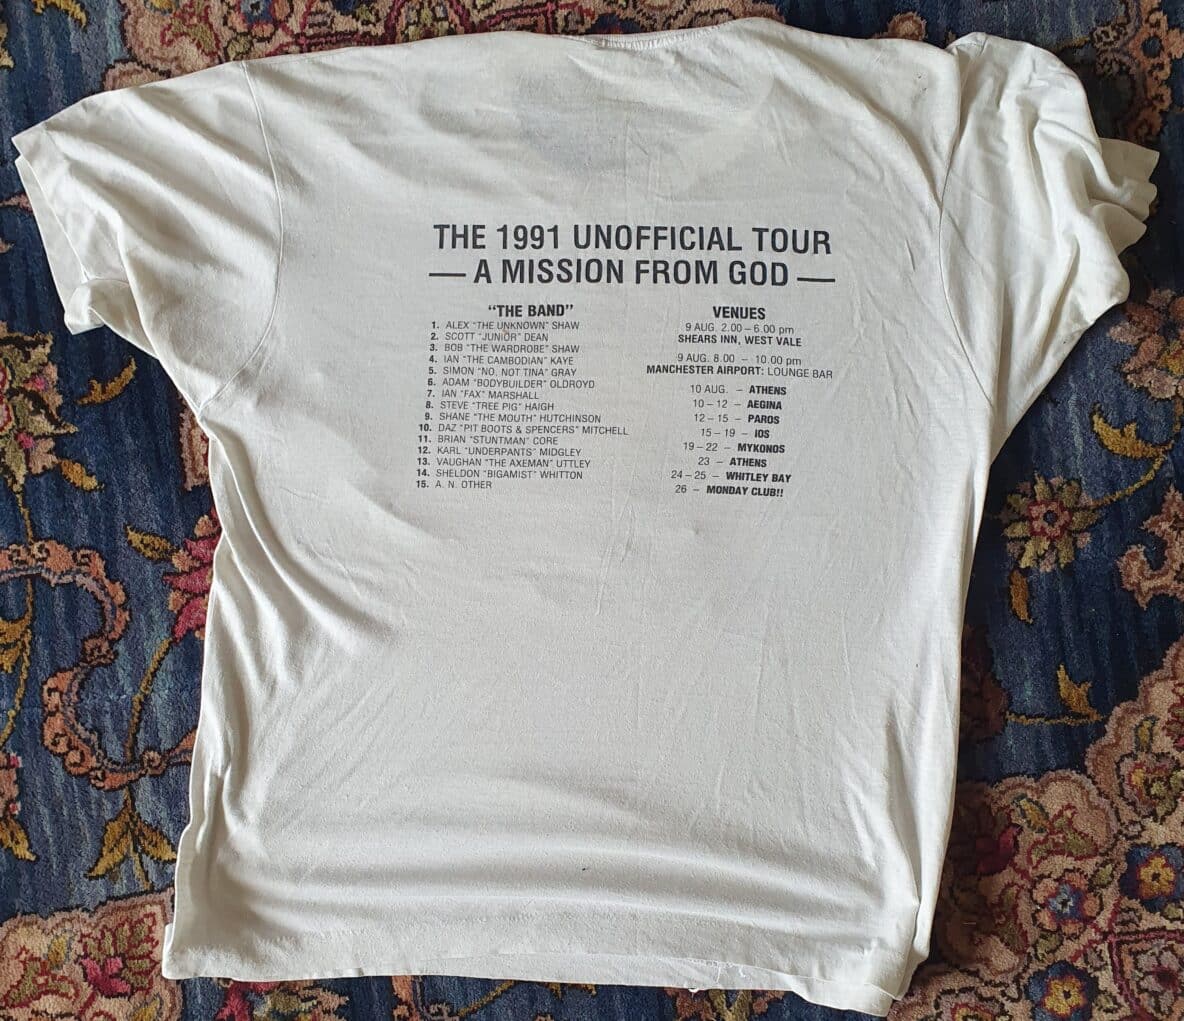 THE 1991 UNOFFICIAL TOUR
— A MISSION FROM GOD —
"THE BAND"
1. ALEX "THE UNKNOWN" SHAW
2. SCOTT "JUNIOR" DEAN
3. BOB "THE WARDROBE" SHAW
4. IAN "THE CAMBODIAN" KAYE
5. SIMON "NO, NOT TINA" GRAY
6. ADAM "BODYBUILDER" OLDROYD
7. IAN "FAX" MARSHALL
8. STEVE "TREE PIG" HAIGH
9. SHANE "THE MOUTH" HUTCHINSON
10. DAZ "PIT BOOTS & SPENCERS" MITCHELL
11. BRIAN "STUNTMAN" CORE
12. KARL "UNDERPANTS" MIDGLEY
13. VAUGHAN "THE AXEMAN" UTTLEY
14. SHELDON "BIGAMIST" WHITTON
15. A. N. OTHER
VENUES
9 AUG. 2.00 – 6.00 pm
SHEARS INN, WEST VALE
9 AUG. 8.00 – 10.00 pm
MANCHESTER AIRPORT: LOUNGE BAR
10 AUG. – ATHENS
10 – 12 – AEGINA
12 – 15 – PAROS
15 – 19 – IOS
19 – 22 – MYKONOS
23 – ATHENS
24 – 25 – WHITLEY BAY
26 – MONDAY CLUB!!